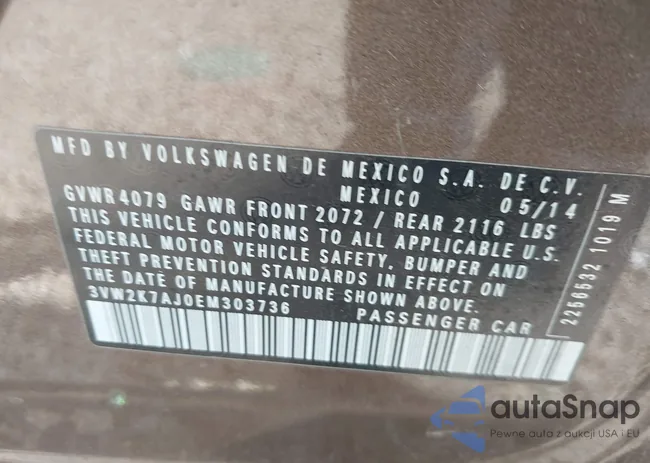 MFD BY VOLKSWAGEN DE MEXICO S.A. DE C.V.
MEXICO 05/14
GVWR 4079 GAWR FRONT 2072 / REAR 2116 LBS
THIS VEHICLE CONFORMS TO ALL APPLICABLE U.S.
FEDERAL MOTOR VEHICLE SAFETY, BUMPER AND
THEFT PREVENTION STANDARDS IN EFFECT ON
THE DATE OF MANUFACTURE SHOWN ABOVE.
3VW2K7AJ0EM303736 PASSENGER CAR
2256532 1019 M
autaSnap
Pewne auta z aukcji USA i EU